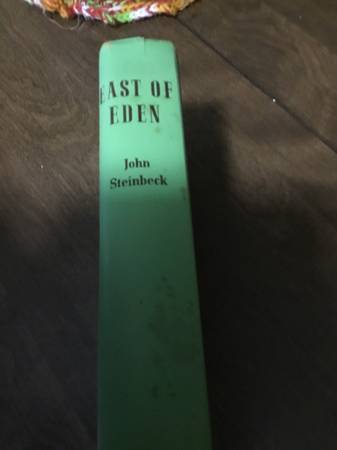 EAST OF
EDEN
John
Steinbeck